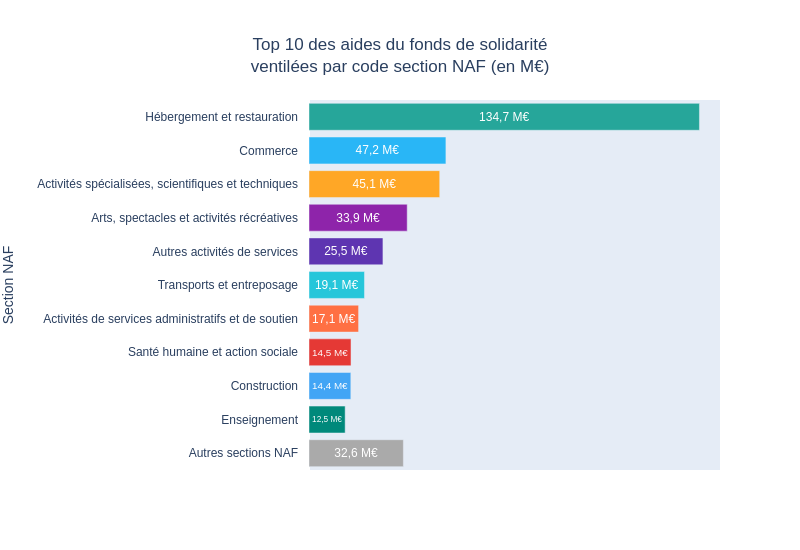 Top 10 des aides du fonds de solidarité
ventilées par code section NAF (en M€)
Section NAF
Hébergement et restauration 134,7 M€
Commerce 47,2 M€
Activités spécialisées, scientifiques et techniques 45,1 M€
Arts, spectacles et activités récréatives 33,9 M€
Autres activités de services 25,5 M€
Transports et entreposage 19,1 M€
Activités de services administratifs et de soutien 17,1 M€
Santé humaine et action sociale 14,5 M€
Construction 14,4 M€
Enseignement 12,5 M€
Autres sections NAF 32,6 M€